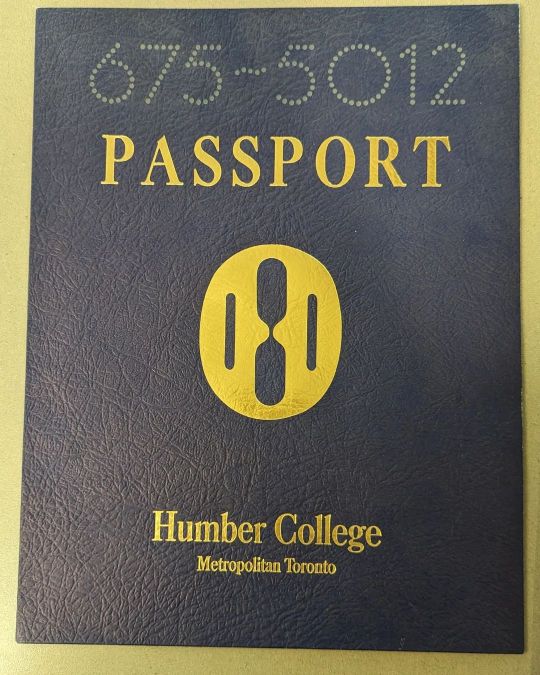 675-5012
PASSPORT
Humber College
Metropolitan Toronto